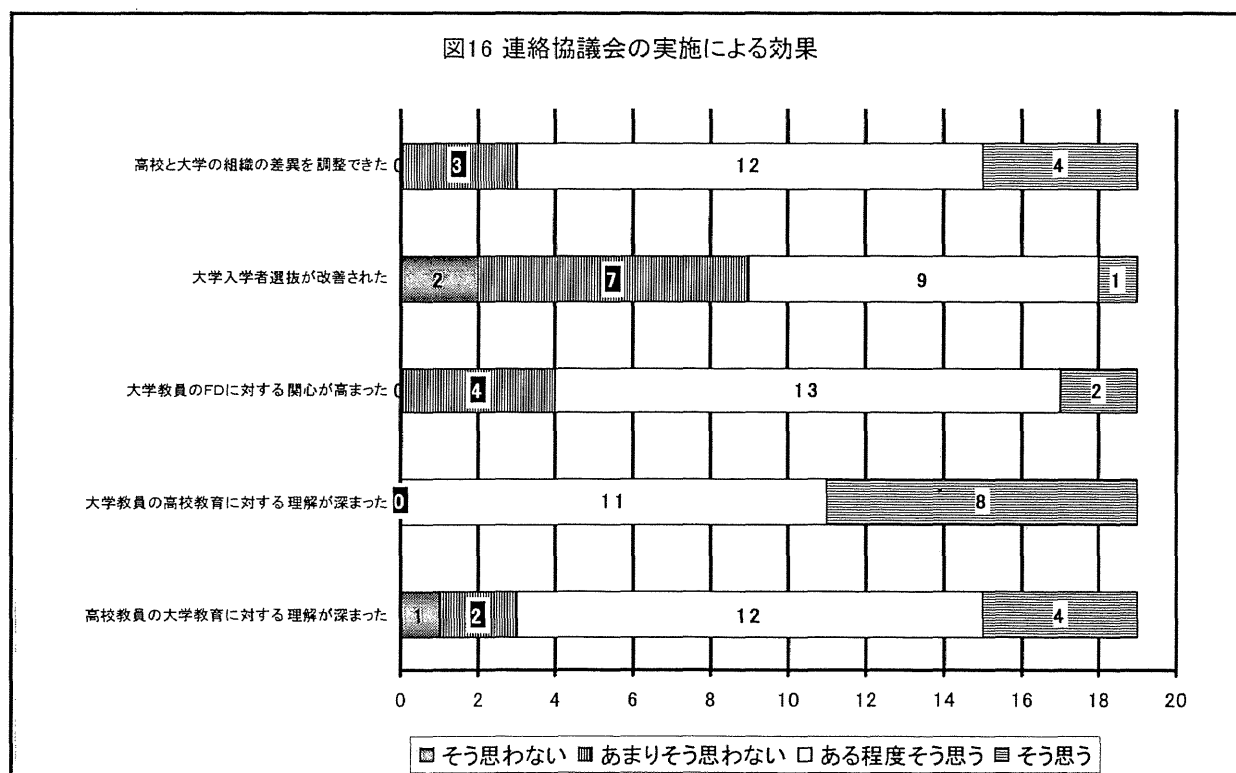 図16 連絡協議会の実施による効果
高校と大学の組織の差異を調整できた 0 3 12 4
大学入学者選抜が改善された 2 7 9 1
大学教員のFDに対する関心が高まった 0 4 13 2
大学教員の高校教育に対する理解が深まった 0 11 8
高校教員の大学教育に対する理解が深まった 1 2 12 4
0 2 4 6 8 10 12 14 16 18 20
そう思わない あまりそう思わない ある程度そう思う そう思う